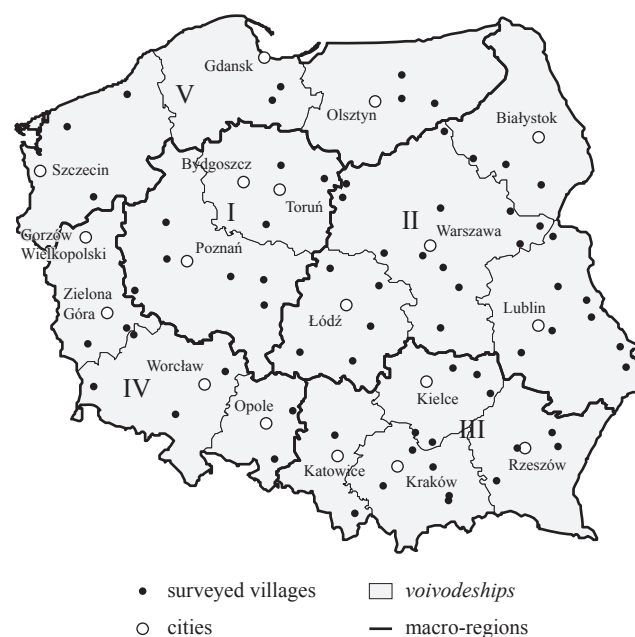 Gdansk
V
Olsztyn
Białystok
Szczecin
Bydgoszcz
Toruń
I
II
Gorzów
Wielkopolski
Poznań
Warszawa
Zielona
Góra
Łódź
Lublin
Worcław
IV
Opole
Kielce
III
Katowice
Kraków
Rzeszów
surveyed villages
voivodeships
cities
macro-regions